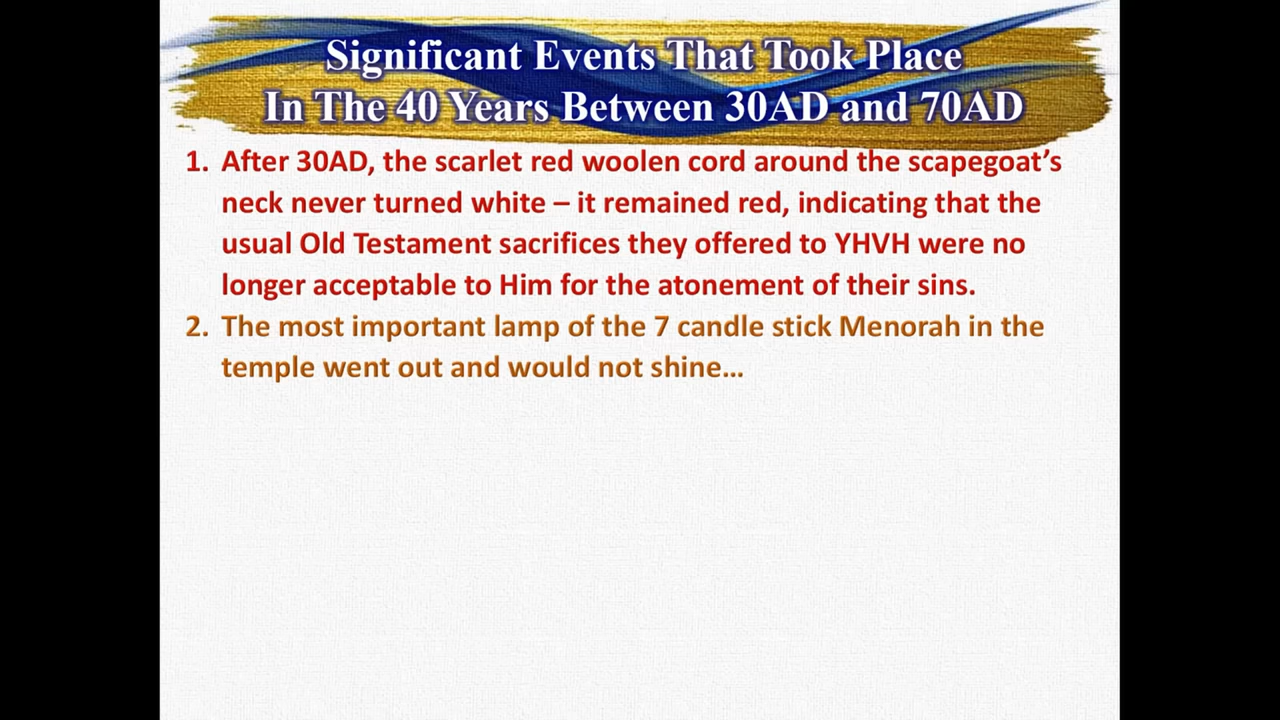 Significant Events That Took Place
In The 40 Years Between 30AD and 70AD
1. After 30AD, the scarlet red woolen cord around the scapegoat’s
neck never turned white – it remained red, indicating that the
usual Old Testament sacrifices they offered to YHVH were no
longer acceptable to Him for the atonement of their sins.
2. The most important lamp of the 7 candle stick Menorah in the
temple went out and would not shine…